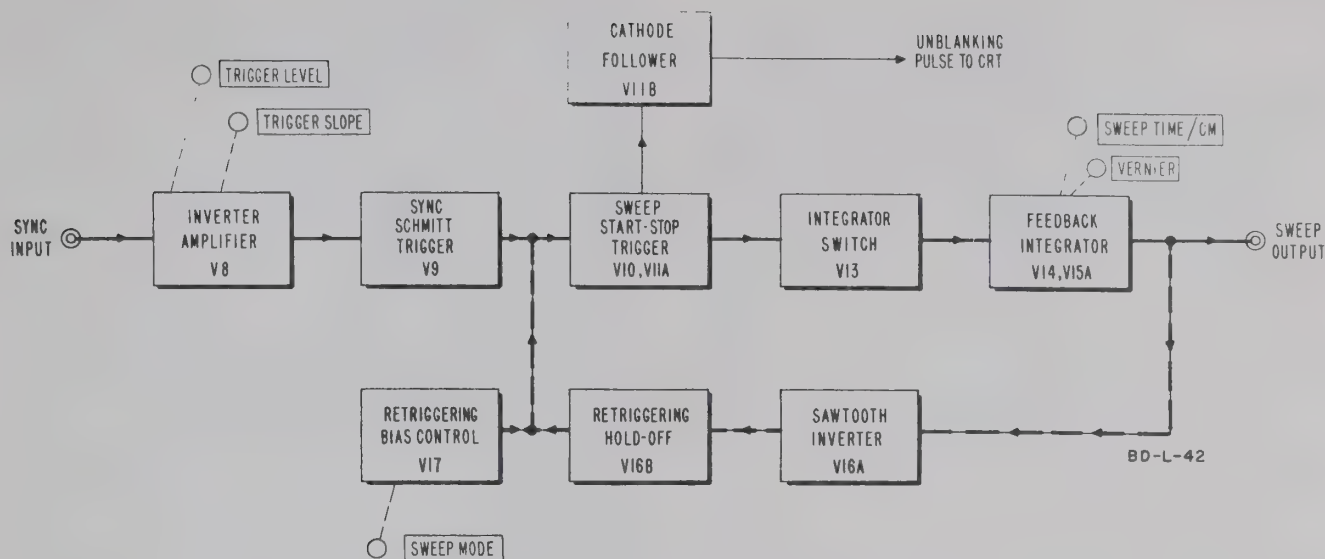 CATHODE
FOLLOWER
V11B
UNBLANKING
PULSE TO CRT
TRIGGER LEVEL
TRIGGER SLOPE
SWEEP TIME/CM
VERNIER
SYNC
INPUT
INVERTER
AMPLIFIER
V8
SYNC
SCHMITT
TRIGGER
V9
SWEEP
START-STOP
TRIGGER
V10, V11A
INTEGRATOR
SWITCH
V13
FEEDBACK
INTEGRATOR
V14, V15A
SWEEP
OUTPUT
RETRIGGERING
BIAS CONTROL
V17
RETRIGGERING
HOLD-OFF
V16B
SAWTOOTH
INVERTER
V16A
BD-L-42
SWEEP MODE